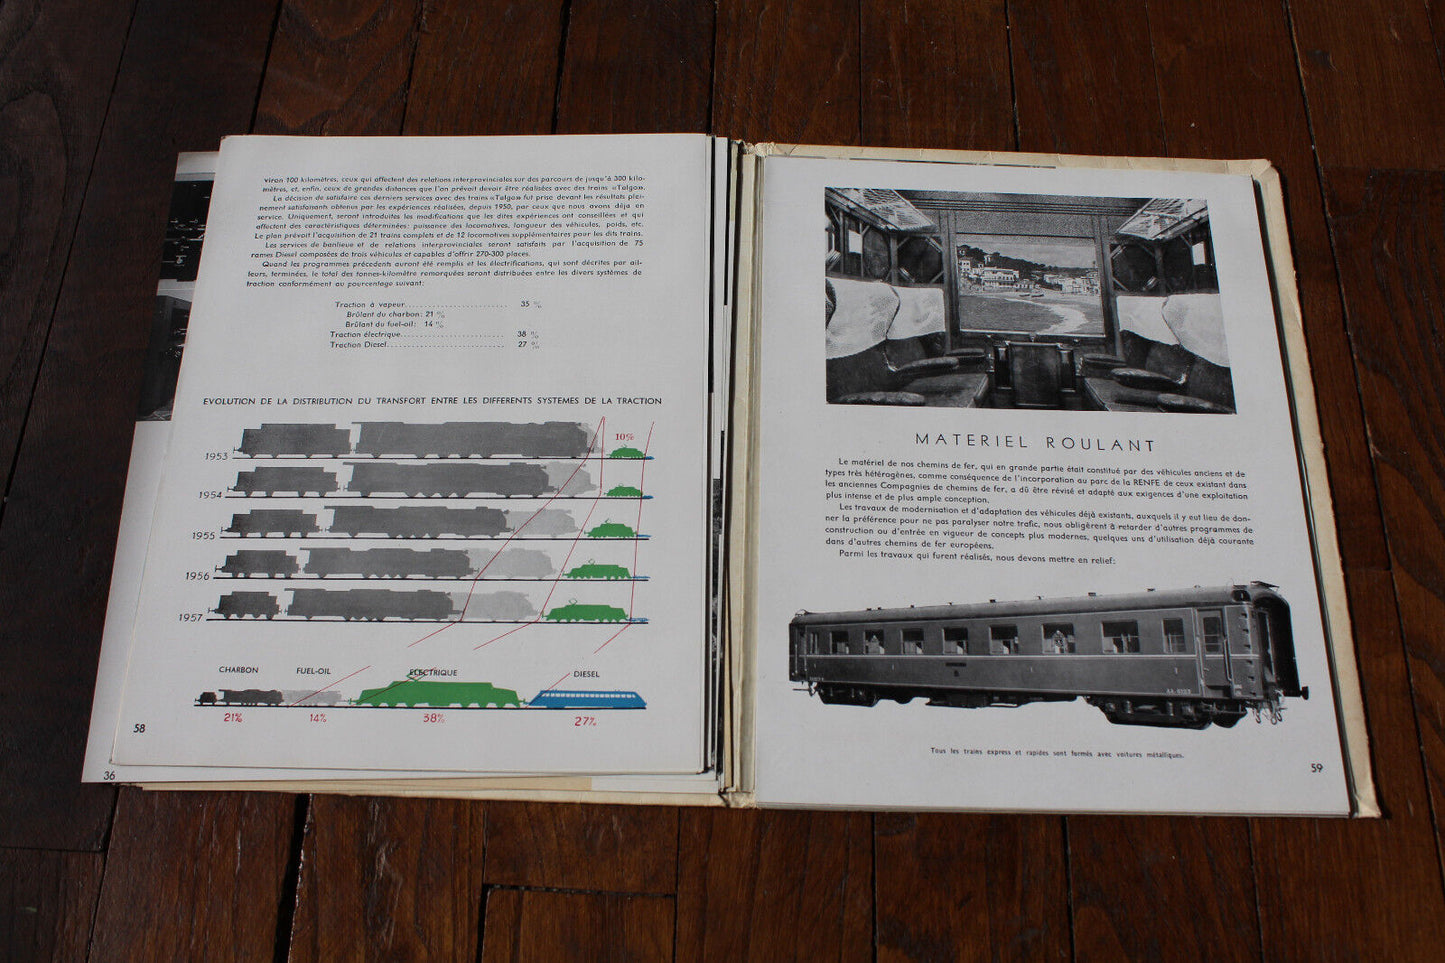 viron 100 kilomètres, ceux qui affectent des relations interprovinciales sur des parcours de jusqu'à 300 kilo-
mètres, et, enfin, ceux de grandes distances que l'on prévoit devoir être réalisées avec des trains «Talgo».
La décision de satisfaire ces derniers services avec des trains «Talgo» fut prise devant les résultats plei-
nement satisfaisants obtenus par les expériences réalisées, depuis 1950, par ceux que nous avons déjà en
service. Uniquement, seront introduites les modifications que les dites expériences ont conseillées et qui
affectent des caractéristiques déterminées: puissance des locomotives, longueur des véhicules, poids, etc.
Le plan prévoit l'acquisition de 21 trains complets et de 12 locomotives supplémentaires pour les dits trains.
Les services de banlieue et de relations interprovinciales seront satisfaits par l'acquisition de 75
rames Diesel composées de trois véhicules et capables d'offrir 270-300 places.
Quand les programmes précédents auront été remplis et les électrifications, qui sont décrites par ail-
leurs, terminées, le total des tonnes-kilomètre remorquées seront distribuées entre les divers systèmes de
traction conformément au pourcentage suivant:
Traction à vapeur........................ 35 %
Brûlant du charbon: 21 %
Brûlant du fuel-oil: 14 %
Traction électrique........................ 38 %
Traction Diesel........................... 27 %
EVOLUTION DE LA DISTRIBUTION DU TRANSFORT ENTRE LES DIFFERENTS SYSTEMES DE LA TRACTION
10%
1953
1954
1955
1956
1957
CHARBON FUEL-OIL ELECTRIQUE DIESEL
21% 14% 38% 27%
58
36
MATERIEL ROULANT
Le matériel de nos chemins de fer, qui en grande partie était constitué par des véhicules anciens et de
types très hétérogènes, comme conséquence de l'incorporation au parc de la RENFE de ceux existant dans
les anciennes Compagnies de chemins de fer, a dû être révisé et adapté aux exigences d'une exploitation
plus intense et de plus ample conception.
Les travaux de modernisation et d'adaptation des véhicules déjà existants, auxquels il y eut lieu de don-
ner la préférence pour ne pas paralyser notre trafic, nous obligèrent à retarder d'autres programmes de
construction ou d'entrée en vigueur de concepts plus modernes, quelques uns d'utilisation déjà courante
dans d'autres chemins de fer européens.
Parmi les travaux qui furent réalisés, nous devons mettre en relief:
Tous les trains express et rapides sont formés avec voitures métalliques.
59